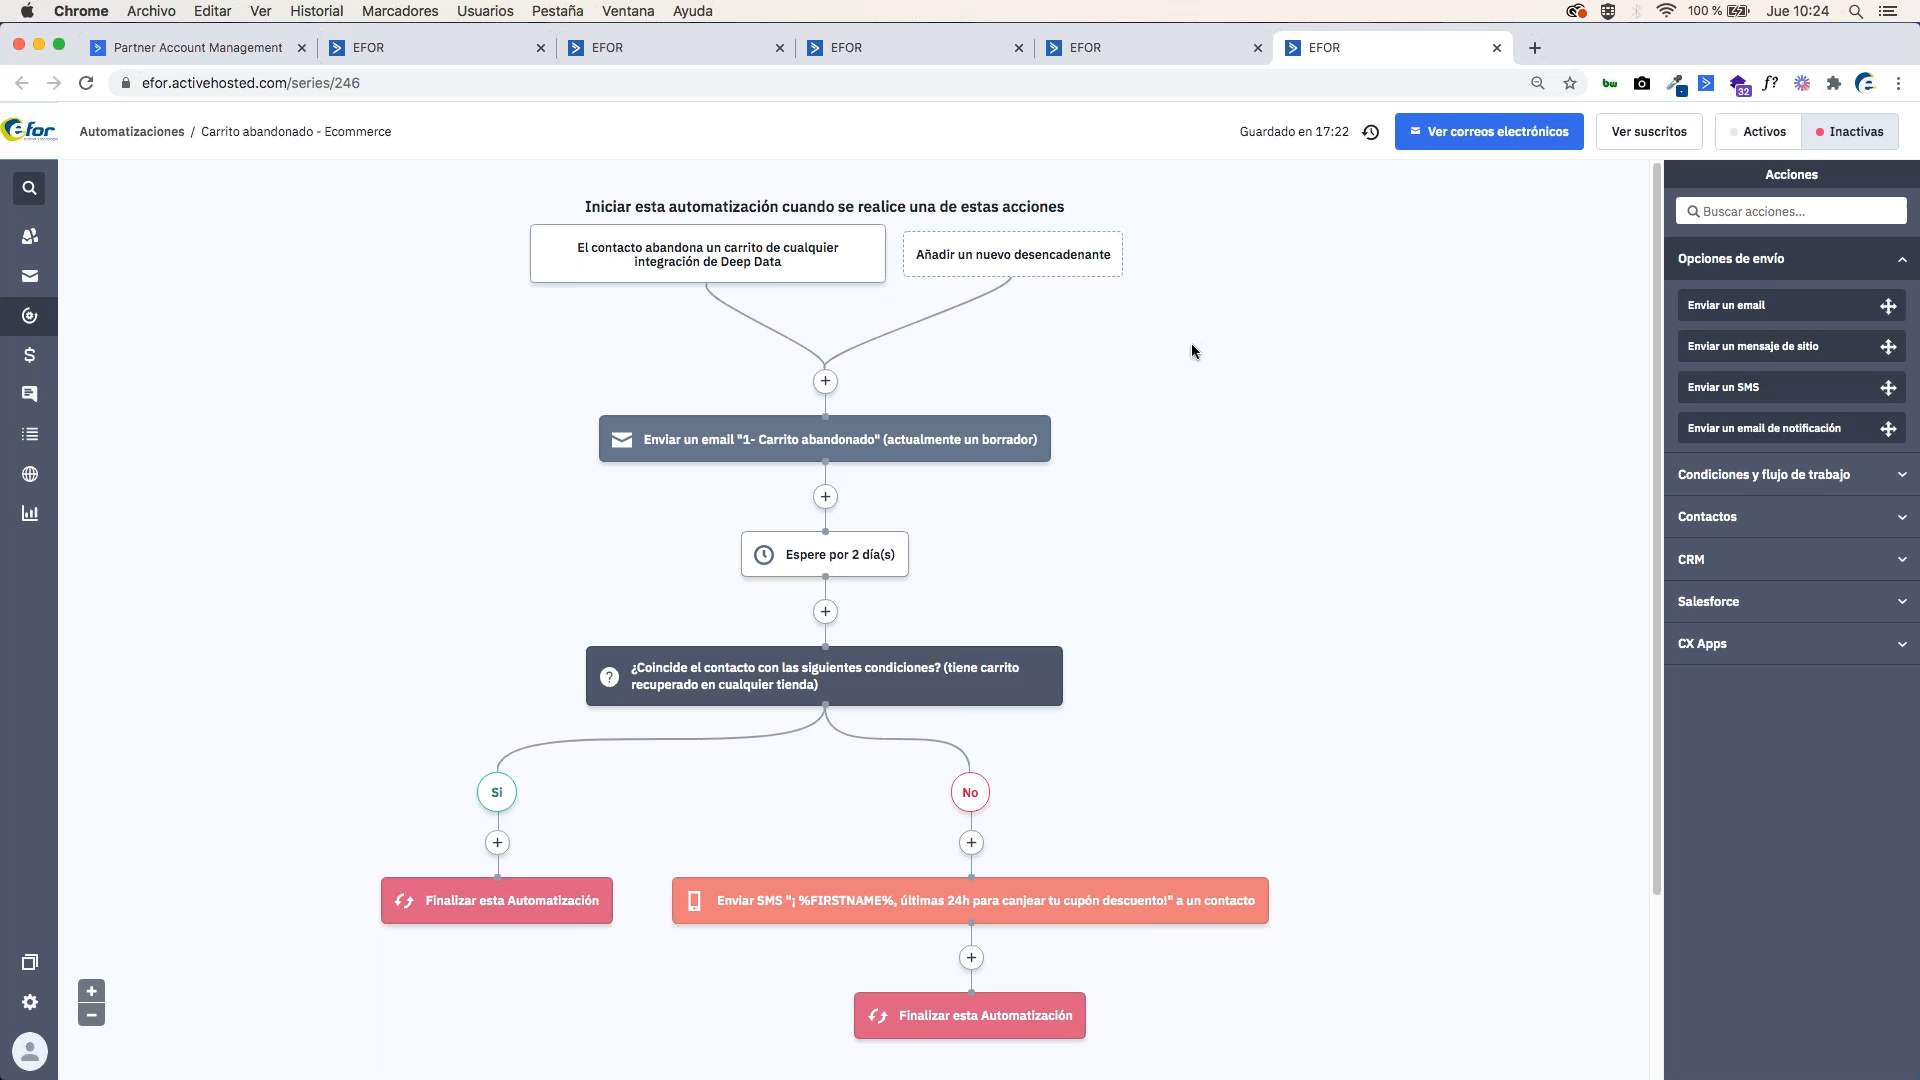 Chrome Archivo Editar Ver Historial Marcadores Usuarios Pestaña Ventana Ayuda 100 % Jue 10:24
Partner Account Management EFOR EFOR EFOR EFOR EFOR
efor.activehosted.com/series/246
bw 32 f?
efor
Automatizaciones / Carrito abandonado - Ecommerce
Guardado en 17:22
Ver correos electrónicos
Ver suscritos
Activos
Inactivas
Iniciar esta automatización cuando se realice una de estas acciones
El contacto abandona un carrito de cualquier
integración de Deep Data
Añadir un nuevo desencadenante
Enviar un email "1- Carrito abandonado" (actualmente un borrador)
Espere por 2 día(s)
¿Coincide el contacto con las siguientes condiciones? (tiene carrito
recuperado en cualquier tienda)
Si
No
Finalizar esta Automatización
Enviar SMS "¡ %FIRSTNAME%, últimas 24h para canjear tu cupón descuento!" a un contacto
Finalizar esta Automatización
Acciones
Buscar acciones...
Opciones de envío
Enviar un email
Enviar un mensaje de sitio
Enviar un SMS
Enviar un email de notificación
Condiciones y flujo de trabajo
Contactos
CRM
Salesforce
CX Apps